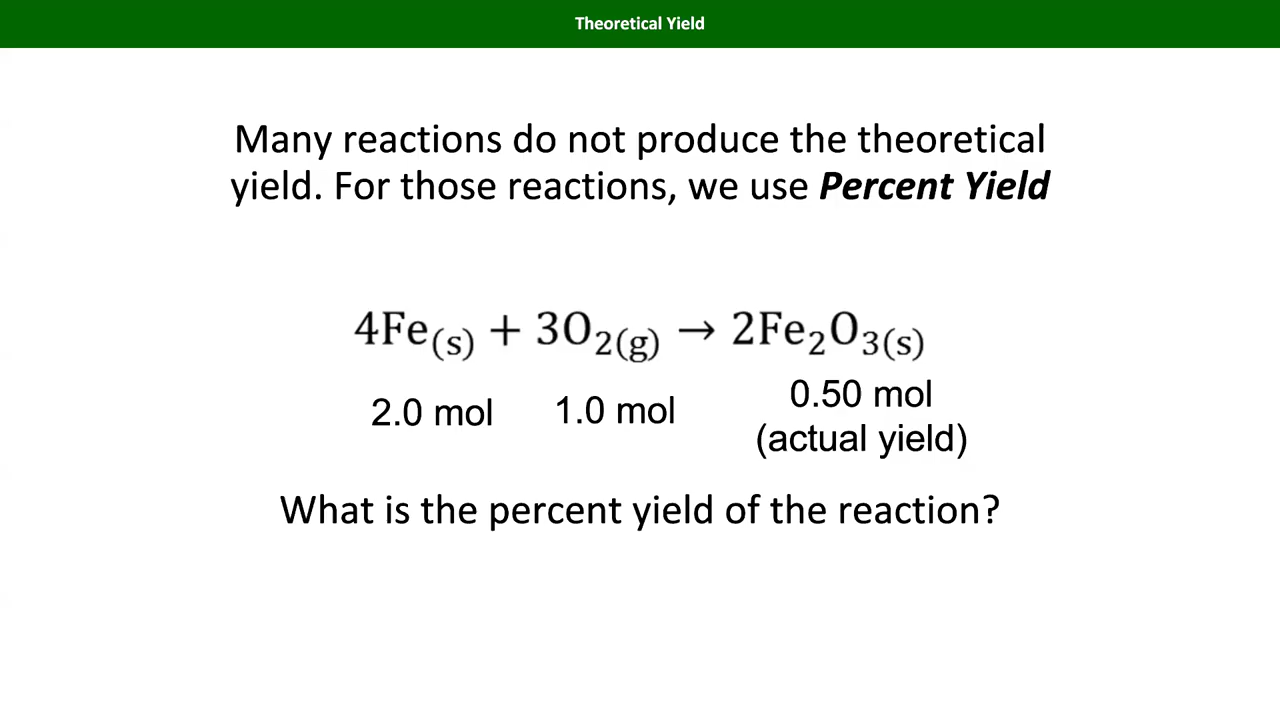 Theoretical Yield
Many reactions do not produce the theoretical
yield. For those reactions, we use Percent Yield
4Fe(s) + 3O2(g) → 2Fe2O3(s)
2.0 mol 1.0 mol 0.50 mol
(actual yield)
What is the percent yield of the reaction?